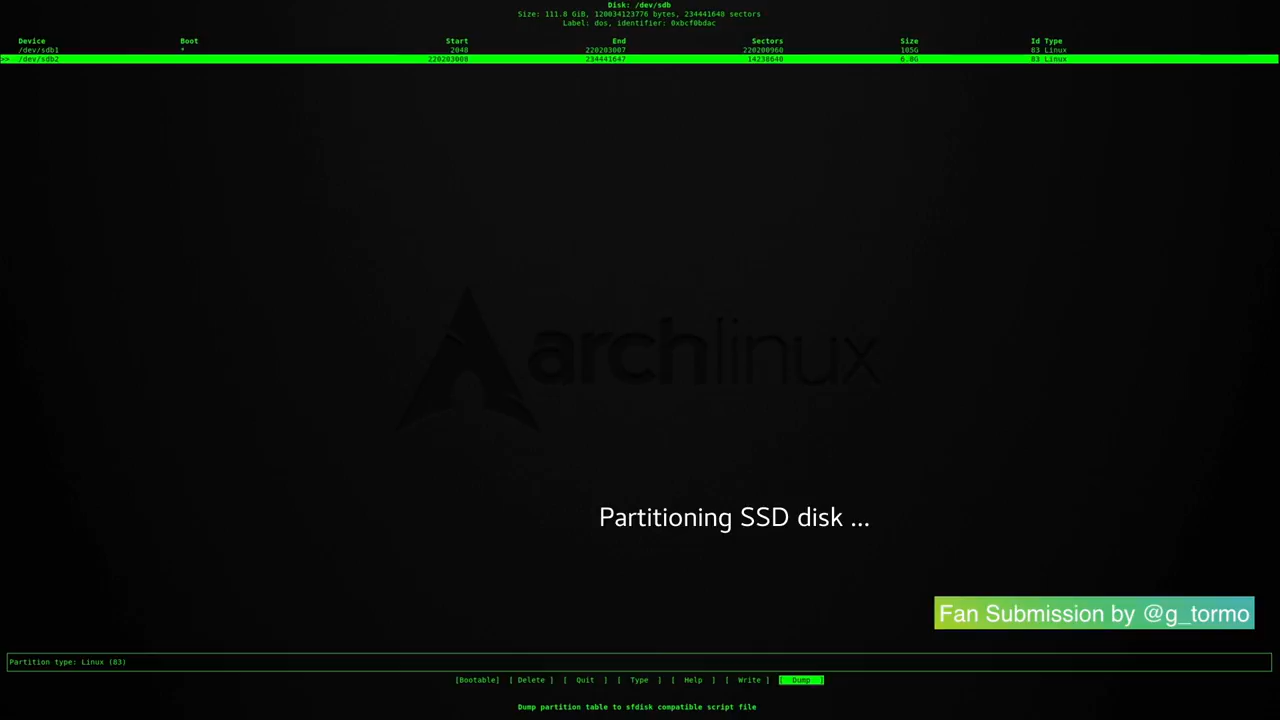 Disk: /dev/sdb
Size: 111.8 GiB, 120034123776 bytes, 234441648 sectors
Label: dos, identifier: 0xbcf0bdac
Device Boot Start End Sectors Size Id Type
/dev/sdb1 * 2048 220203007 220200960 105G 83 Linux
>> /dev/sdb2 220203008 234441647 14238640 6.8G 83 Linux
archlinux
Partitioning SSD disk ...
Fan Submission by @g_tormo
Partition type: Linux (83)
[Bootable] [ Delete ] [ Quit ] [ Type ] [ Help ] [ Write ] [ Dump ]
Dump partition table to sfdisk compatible script file